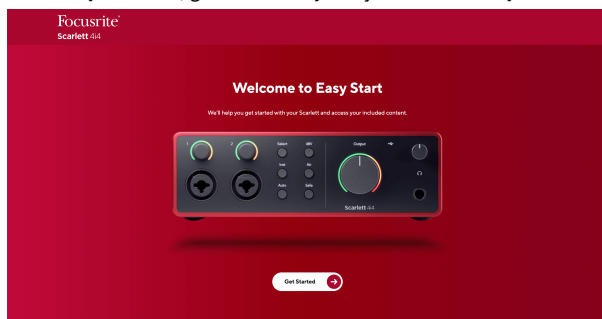 Focusrite®
Scarlett 4i4
Welcome to Easy Start
We'll help you get started with your Scarlett and access your included content.
1
2
Select
48V
Output
Inst
Air
Auto
Safe
Scarlett 4i4
Get Started